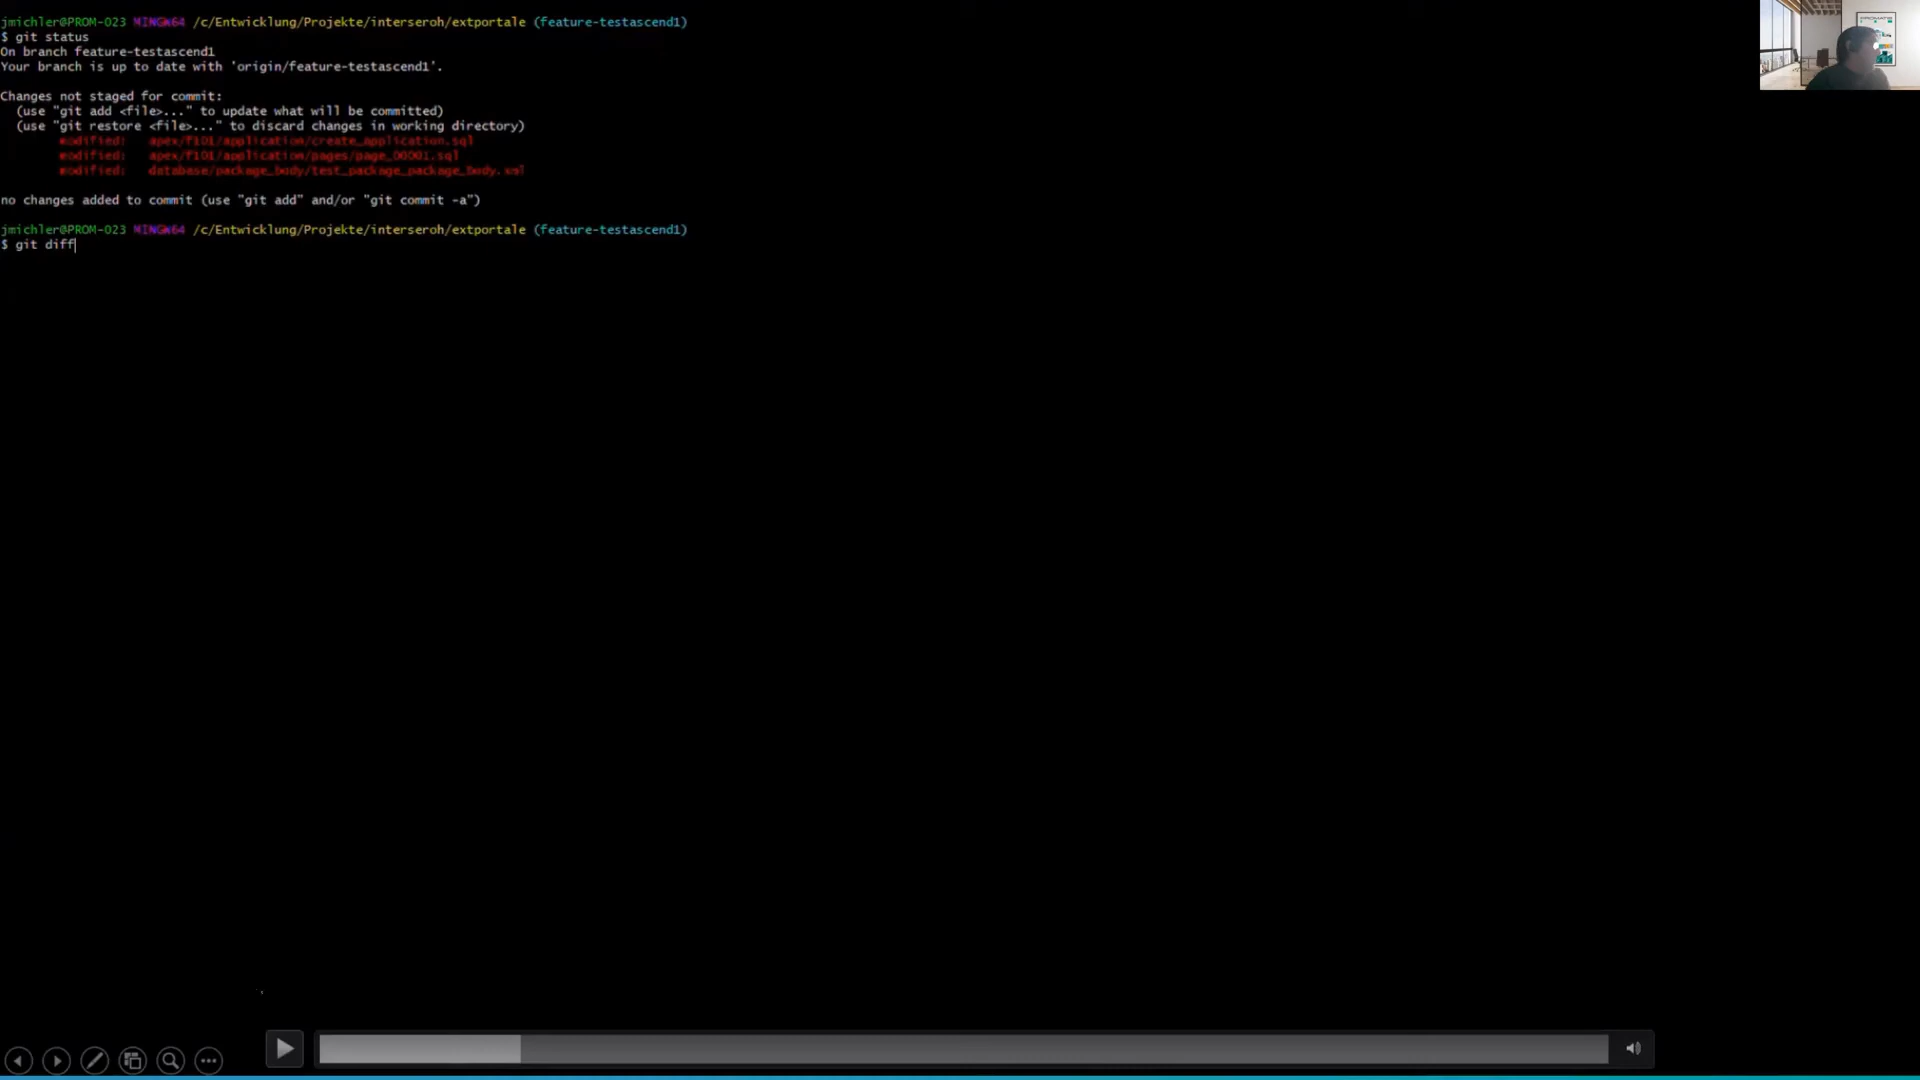 jmichler@PROM-023 MINGW64 /c/Entwicklung/Projekte/interseroh/extportale (feature-testascend1)
$ git status
On branch feature-testascend1
Your branch is up to date with 'origin/feature-testascend1'.
Changes not staged for commit:
(use "git add <file>..." to update what will be committed)
(use "git restore <file>..." to discard changes in working directory)
modified: apex/f101/application/create_application.sql
modified: apex/f101/application/pages/page_00001.sql
modified: database/package_body/test_package_package_body.xml
no changes added to commit (use "git add" and/or "git commit -a")
jmichler@PROM-023 MINGW64 /c/Entwicklung/Projekte/interseroh/extportale (feature-testascend1)
$ git diff